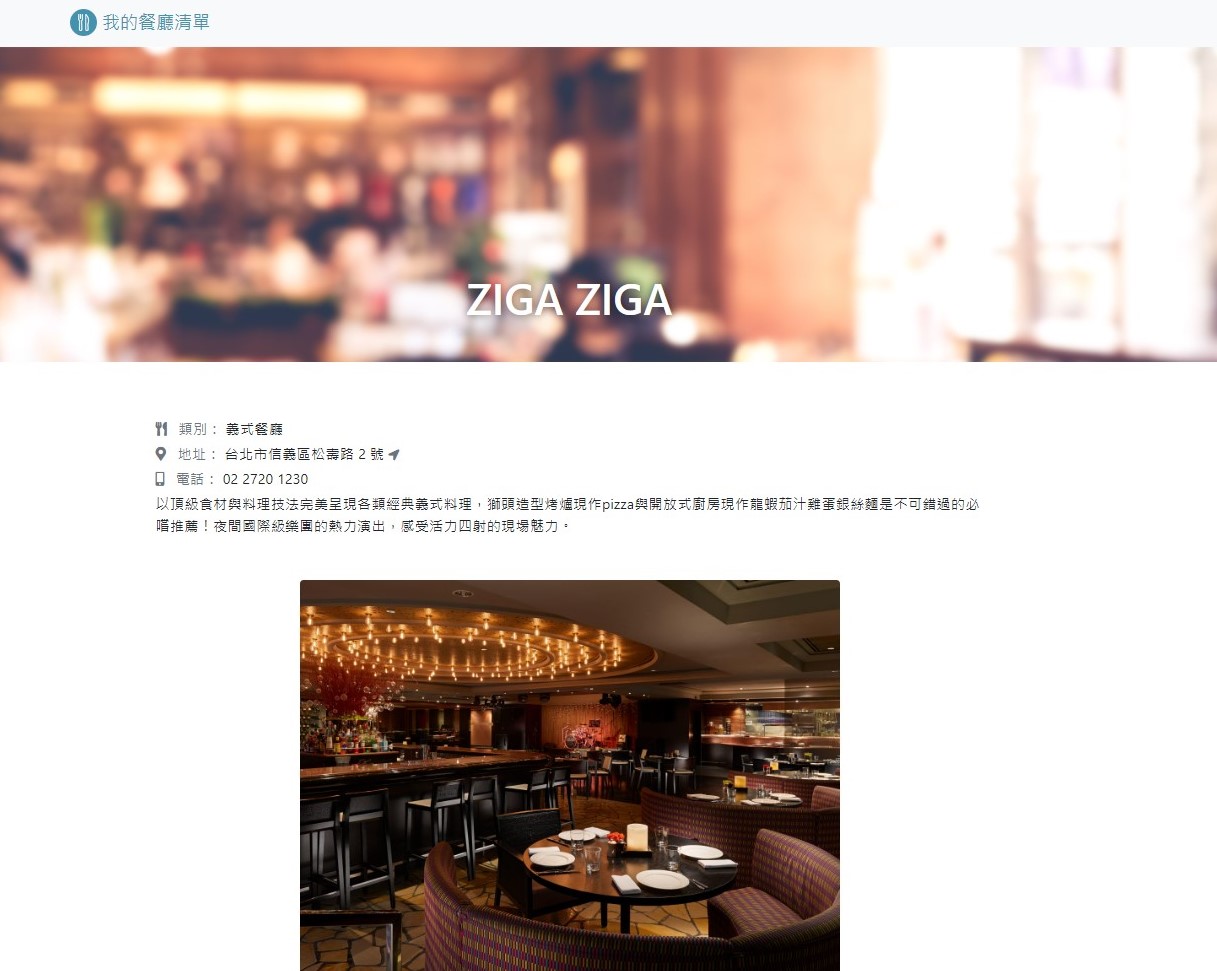 我的餐廳清單
ZIGA ZIGA
類別： 義式餐廳
地址： 台北市信義區松壽路 2 號
電話： 02 2720 1230
以頂級食材與料理技法完美呈現各類經典義式料理，獅頭造型烤爐現作pizza與開放式廚房現作龍蝦茄汁雞蛋銀絲麵是不可錯過的必
嚐推薦！夜間國際級樂團的熱力演出，感受活力四射的現場魅力。